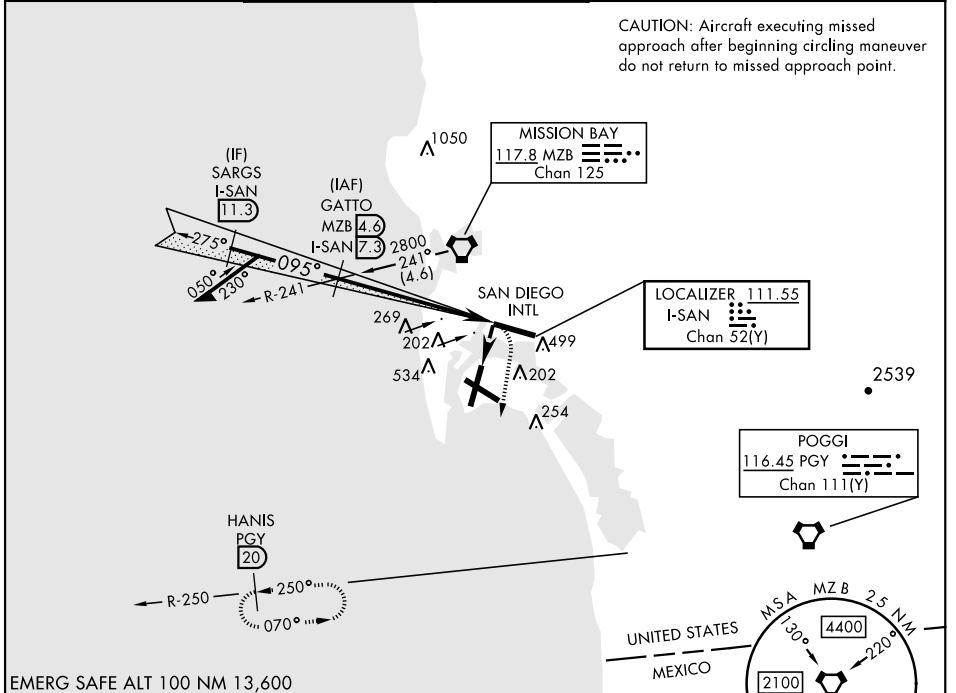 CAUTION: Aircraft executing missed
approach after beginning circling maneuver
do not return to missed approach point.
1050
MISSION BAY
117.8 MZB
Chan 125
(IF)
SARGS
I-SAN
11.3
(IAF)
GATTO
MZB 4.6
I-SAN 7.3
2800
241°
(4.6)
275°
095°
050°
230°
R-241
SAN DIEGO
INTL
LOCALIZER 111.55
I-SAN
Chan 52(Y)
269
202
499
534
202
254
2539
POGGI
116.45 PGY
Chan 111(Y)
HANIS
PGY
20
R-250
250°
070°
MSA MZB 25 NM
130°
4400
220°
2100
UNITED STATES
MEXICO
EMERG SAFE ALT 100 NM 13,600